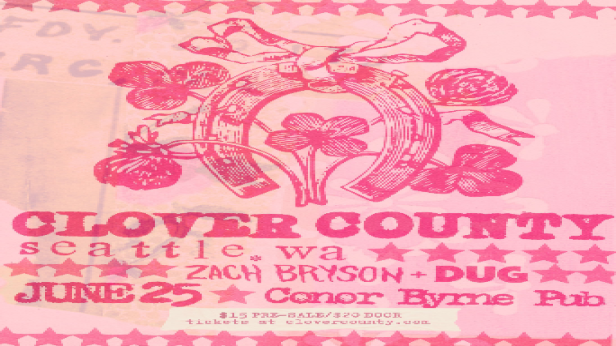 CLOVER COUNTY
seattle, wa
ZACH BRYSON + DUG
JUNE 25 Conor Byrne Pub
$15 PRE-SALE/$20 DOOR
tickets at clovercounty.com